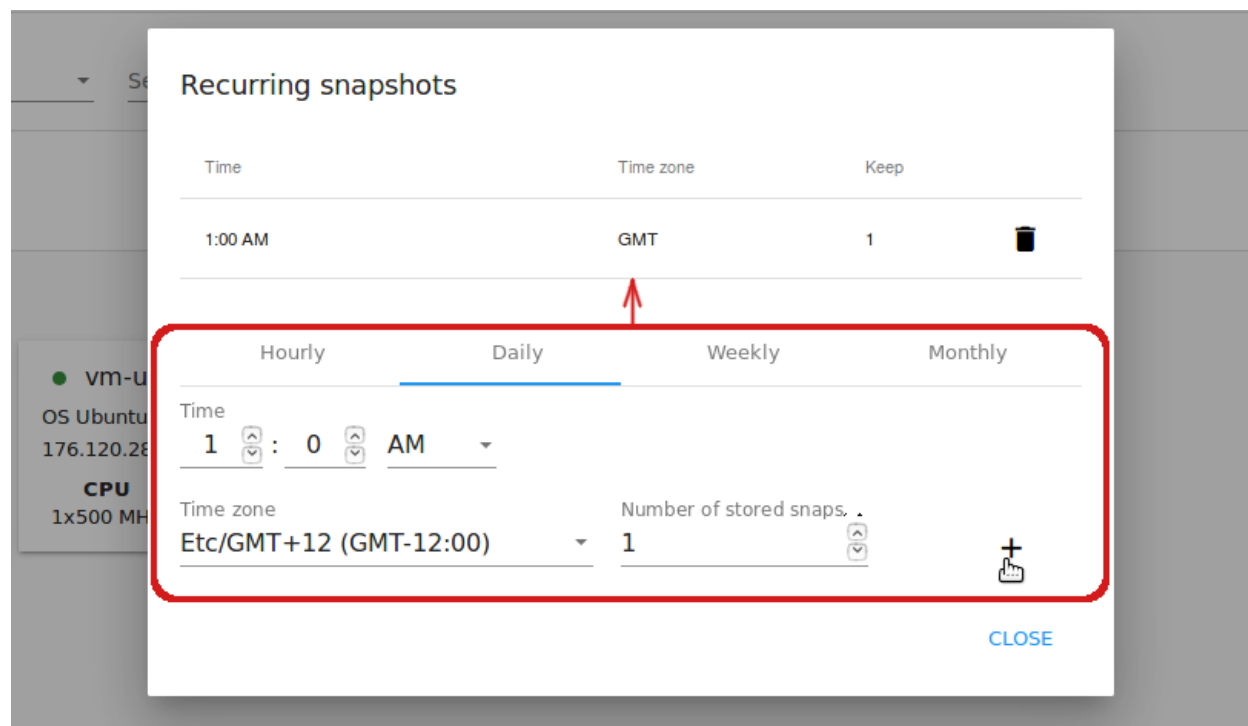 Se
Recurring snapshots
Time Time zone Keep
1:00 AM GMT 1
Hourly Daily Weekly Monthly
vm-u
OS Ubuntu
176.120.28
CPU
1x500 MH
Time
1 : 0 AM
Time zone Number of stored snaps. .
Etc/GMT+12 (GMT-12:00) 1 +
CLOSE